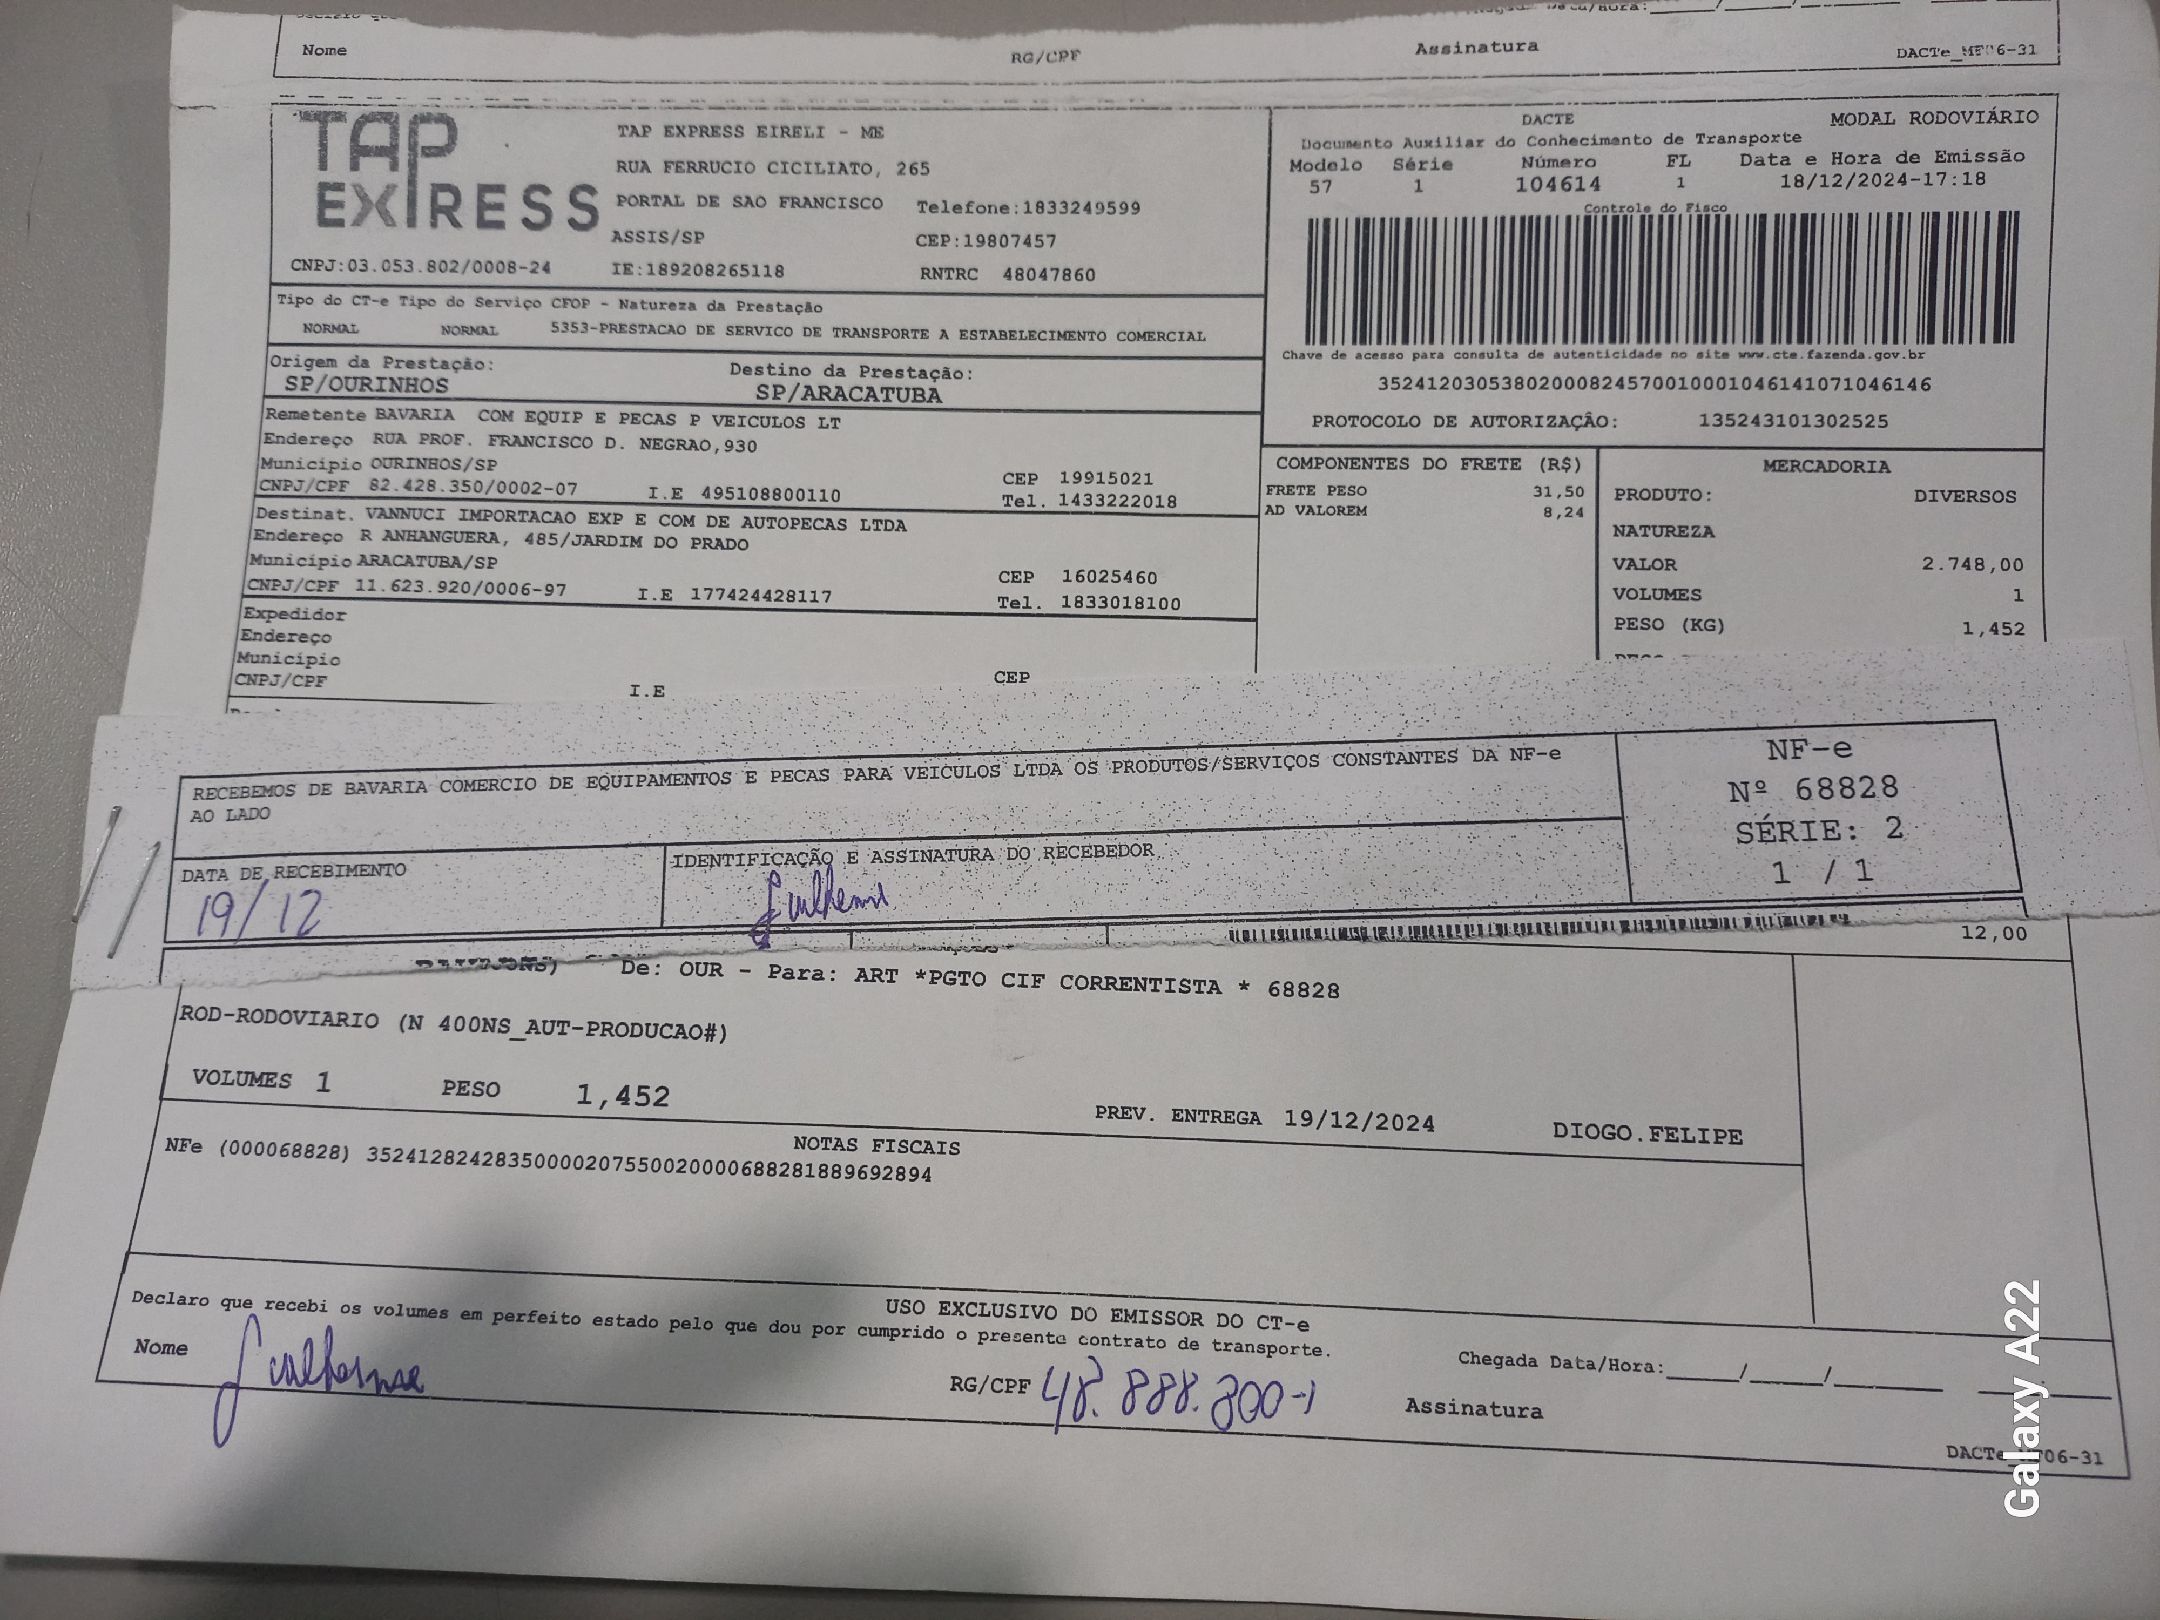 Nome RG/CPF Assinatura DACTe_MF06-31
TAP EXPRESS
TAP EXPRESS EIRELI - ME
RUA FERRUCIO CICILIATO, 265
PORTAL DE SAO FRANCISCO Telefone:1833249599
ASSIS/SP CEP:19807457
CNPJ:03.053.802/0008-24 IE:189208265118 RNTRC 48047860
DACTE MODAL RODOVIÁRIO
Documento Auxiliar do Conhecimento de Transporte
Modelo Série Número FL Data e Hora de Emissão
57 1 104614 1 18/12/2024-17:18
Controle do Fisco
Chave de acesso para consulta de autenticidade no site www.cte.fazenda.gov.br
35241203053802000824570010001046141071046146
PROTOCOLO DE AUTORIZAÇÂO: 135243101302525
Tipo do CT-e Tipo do Serviço CFOP - Natureza da Prestação
NORMAL NORMAL 5353-PRESTACAO DE SERVICO DE TRANSPORTE A ESTABELECIMENTO COMERCIAL
Origem da Prestação: Destino da Prestação:
SP/OURINHOS SP/ARACATUBA
Remetente BAVARIA COM EQUIP E PECAS P VEICULOS LT
Endereço RUA PROF. FRANCISCO D. NEGRAO,930
Município OURINHOS/SP CEP 19915021
CNPJ/CPF 82.428.350/0002-07 I.E 495108800110 Tel. 1433222018
Destinat. VANNUCI IMPORTACAO EXP E COM DE AUTOPECAS LTDA
Endereço R ANHANGUERA, 485/JARDIM DO PRADO
Município ARACATUBA/SP CEP 16025460
CNPJ/CPF 11.623.920/0006-97 I.E 177424428117 Tel. 1833018100
Expedidor
Endereço
Município
CNPJ/CPF I.E CEP
COMPONENTES DO FRETE (R$)
FRETE PESO 31,50
AD VALOREM 8,24
MERCADORIA
PRODUTO: DIVERSOS
NATUREZA
VALOR 2.748,00
VOLUMES 1
PESO (KG) 1,452
RECEBEMOS DE BAVARIA COMERCIO DE EQUIPAMENTOS E PECAS PARA VEICULOS LTDA OS PRODUTOS/SERVIÇOS CONSTANTES DA NF-e
AO LADO
NF-e
Nº 68828
SÉRIE: 2
1 / 1
DATA DE RECEBIMENTO IDENTIFICAÇÃO E ASSINATURA DO RECEBEDOR
19/12 Guilherme
12,00
De: OUR - Para: ART *PGTO CIF CORRENTISTA * 68828
ROD-RODOVIARIO (N 400NS_AUT-PRODUCAO#)
VOLUMES 1 PESO 1,452 PREV. ENTREGA 19/12/2024 DIOGO.FELIPE
NOTAS FISCAIS
NFe (000068828) 35241282428350000207550020000688281889692894
USO EXCLUSIVO DO EMISSOR DO CT-e
Declaro que recebi os volumes em perfeito estado pelo que dou por cumprido o presente contrato de transporte.
Nome Guilherme RG/CPF 48.888.300-1 Chegada Data/Hora:_____/_____/_______ ______
Assinatura
DACTe_MF06-31
Galaxy A22